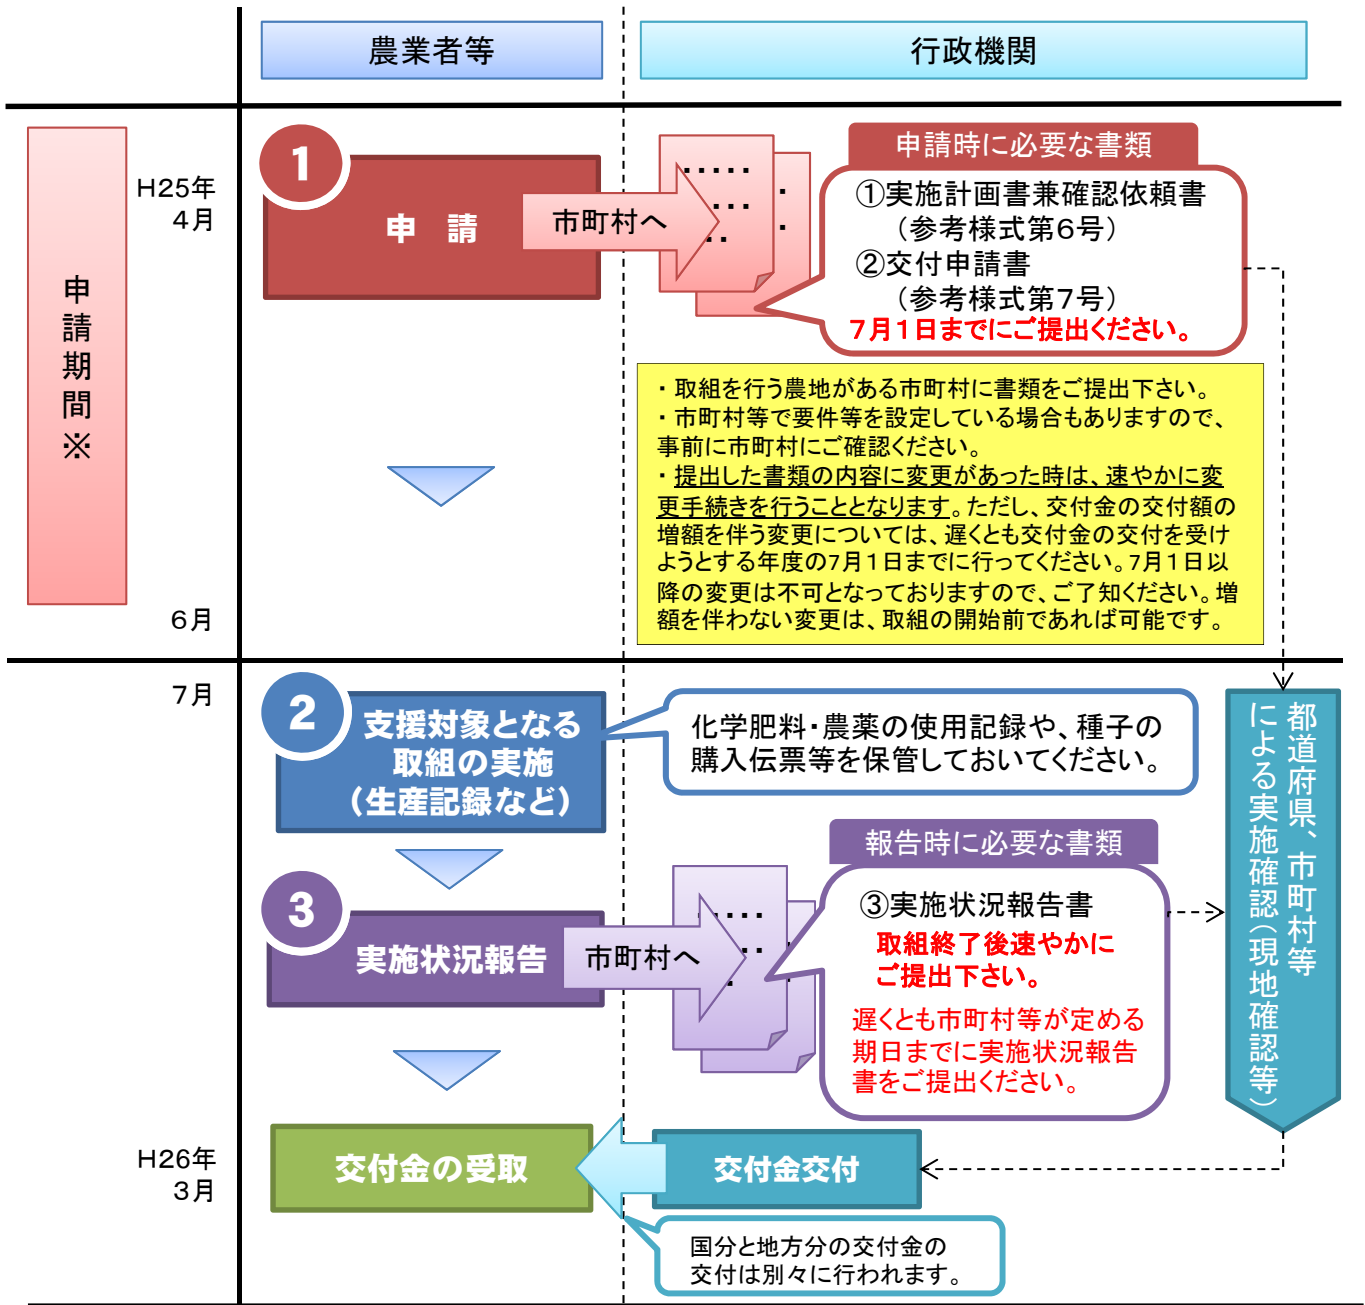 農業者等
行政機関
申請期間※
H25年
4月
1
申 請
市町村へ
申請時に必要な書類
①実施計画書兼確認依頼書
(参考様式第6号)
②交付申請書
(参考様式第7号)
7月1日までにご提出ください。
・取組を行う農地がある市町村に書類をご提出下さい。
・市町村等で要件等を設定している場合もありますので、
事前に市町村にご確認ください。
・提出した書類の内容に変更があった時は、速やかに変
更手続きを行うこととなります。ただし、交付金の交付額の
増額を伴う変更については、遅くとも交付金の交付を受け
ようとする年度の7月1日までに行ってください。7月1日以
降の変更は不可となっておりますので、ご了知ください。増
額を伴わない変更は、取組の開始前であれば可能です。
6月
7月
2
支援対象となる
取組の実施
(生産記録など)
化学肥料・農薬の使用記録や、種子の
購入伝票等を保管しておいてください。
都道府県、市町村等
による実施確認(現地確認等)
3
実施状況報告
市町村へ
報告時に必要な書類
③実施状況報告書
取組終了後速やかに
ご提出下さい。
遅くとも市町村等が定める
期日までに実施状況報告
書をご提出ください。
H26年
3月
交付金の受取
交付金交付
国分と地方分の交付金の
交付は別々に行われます。